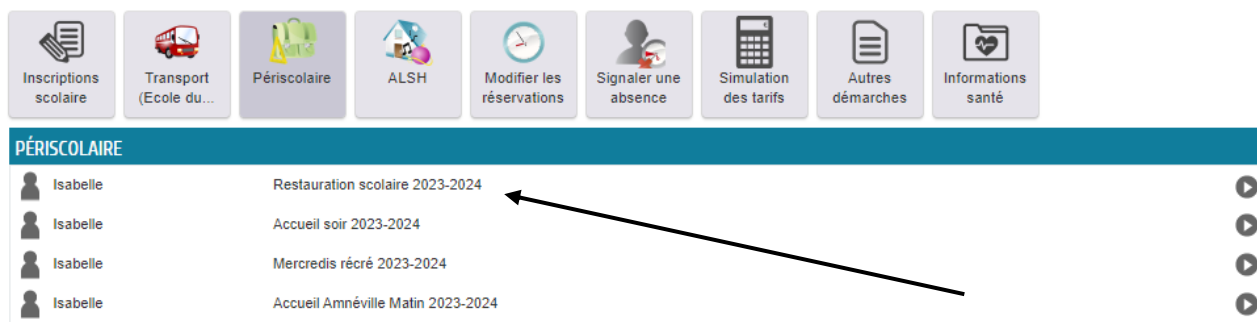 Inscriptions scolaire
Transport (Ecole du...
Périscolaire
ALSH
Modifier les réservations
Signaler une absence
Simulation des tarifs
Autres démarches
Informations santé
PÉRISCOLAIRE
Isabelle Restauration scolaire 2023-2024
Isabelle Accueil soir 2023-2024
Isabelle Mercredis récré 2023-2024
Isabelle Accueil Amnéville Matin 2023-2024